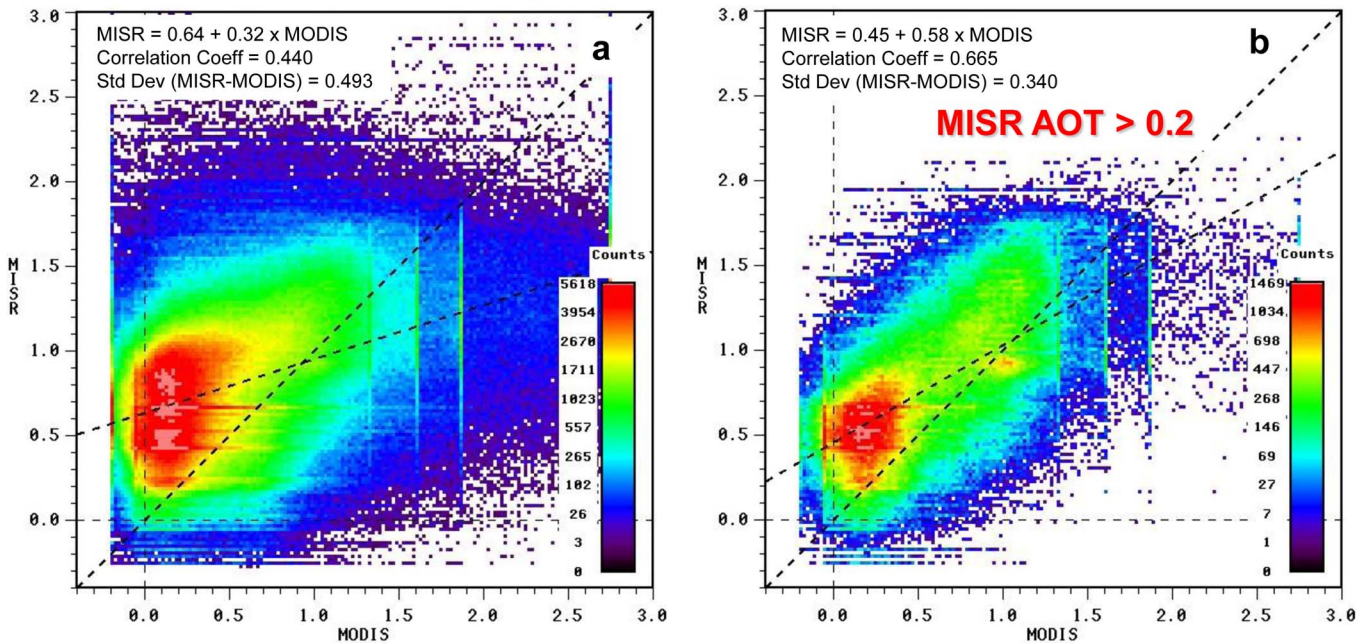 MISR = 0.64 + 0.32 x MODIS
Correlation Coeff = 0.440
Std Dev (MISR-MODIS) = 0.493
a
3.0
2.5
2.0
1.5
1.0
0.5
0.0
MISR
0.0 0.5 1.0 1.5 2.0 2.5 3.0
MODIS
Counts
5618
3954
2670
1711
1023
557
265
102
26
3
0
MISR = 0.45 + 0.58 x MODIS
Correlation Coeff = 0.665
Std Dev (MISR-MODIS) = 0.340
b
MISR AOT > 0.2
3.0
2.5
2.0
1.5
1.0
0.5
0.0
MISR
0.0 0.5 1.0 1.5 2.0 2.5 3.0
MODIS
Counts
1469
1034
698
447
268
146
69
27
7
1
0